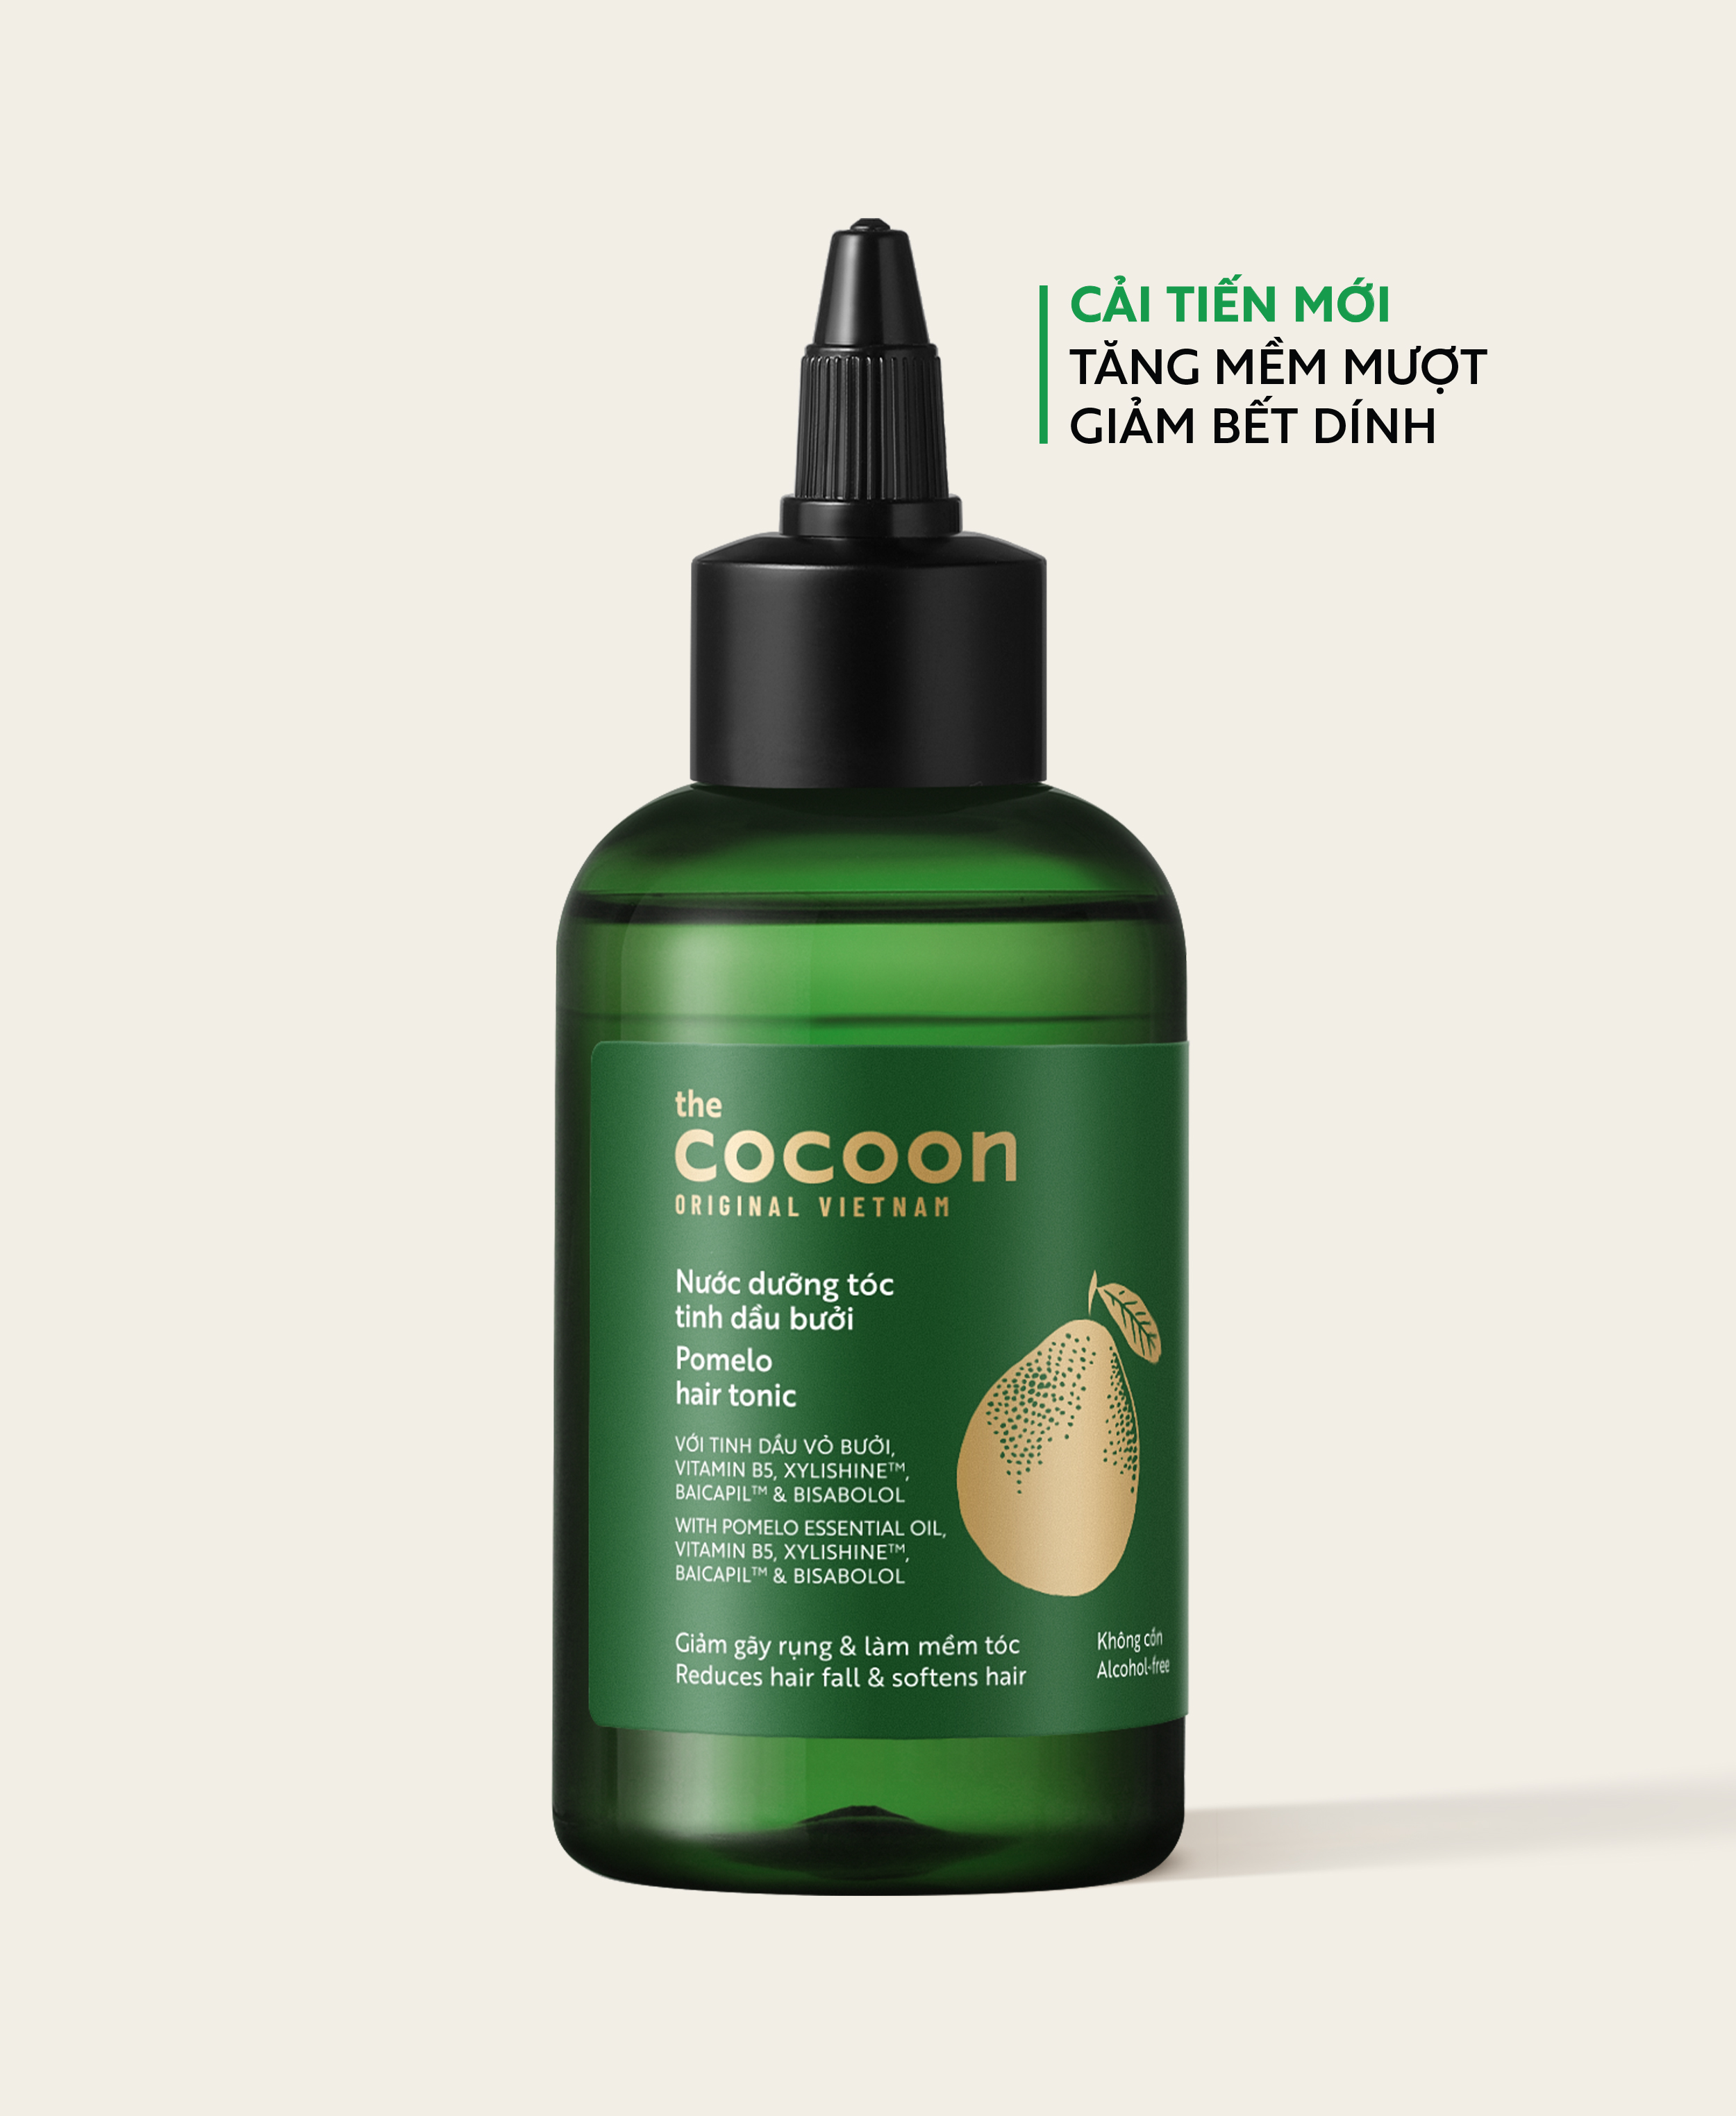 CẢI TIẾN MỚI
TĂNG MỀM MƯỢT
GIẢM BẾT DÍNH
the
cocoon
ORIGINAL VIETNAM
Nước dưỡng tóc
tinh dầu bưởi
Pomelo
hair tonic
VỚI TINH DẦU VỎ BƯỞI,
VITAMIN B5, XYLISHINE™,
BAICAPIL™ & BISABOLOL
WITH POMELO ESSENTIAL OIL,
VITAMIN B5, XYLISHINE™,
BAICAPIL™ & BISABOLOL
Giảm gãy rụng & làm mềm tóc
Reduces hair fall & softens hair
Không cồn
Alcohol-free